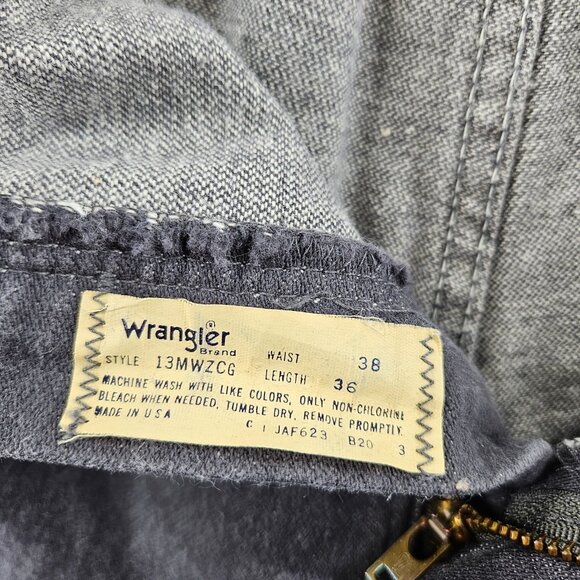 Wrangler®
Brand
STYLE 13MWZCG WAIST 38
LENGTH 36
MACHINE WASH WITH LIKE COLORS, ONLY NON-CHLORINE
BLEACH WHEN NEEDED, TUMBLE DRY, REMOVE PROMPTLY.
MADE IN USA C I JAF623 B20 3